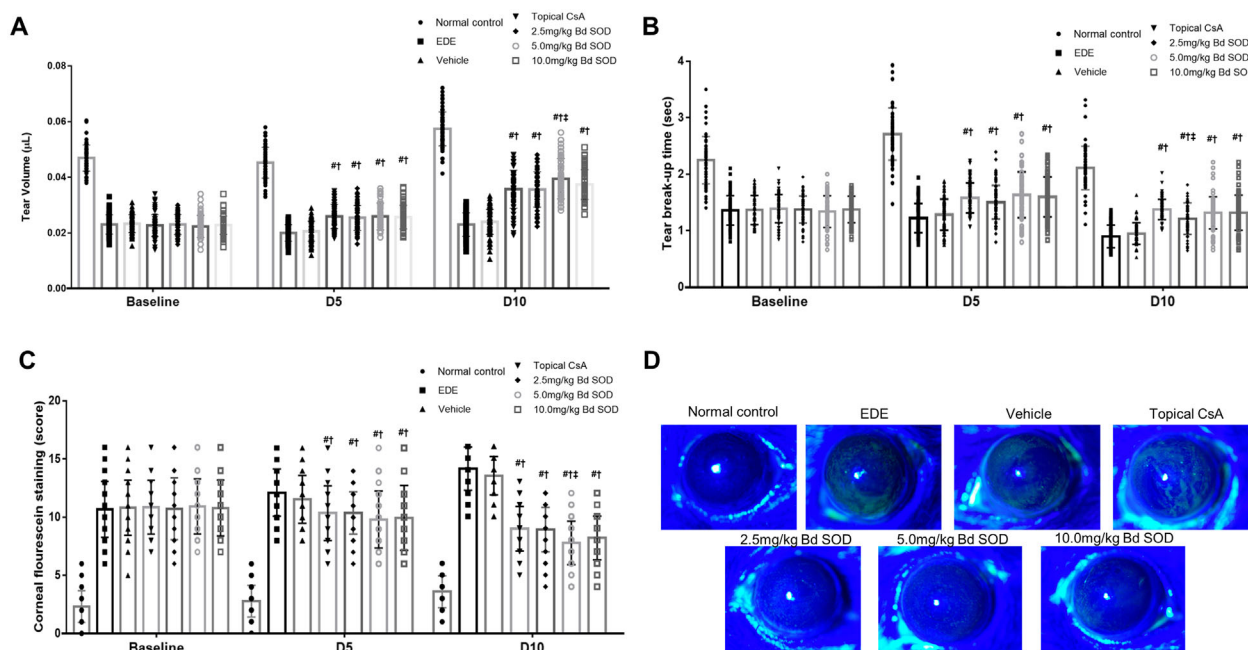 A
Normal control
EDE
Vehicle
Topical CsA
2.5mg/kg Bd SOD
5.0mg/kg Bd SOD
10.0mg/kg Bd SOD
Tear Volume (μL)
0.08
0.06
0.04
0.02
0.00
#†
#†
#†
#†
#†
#†
#†‡
#†
Baseline
D5
D10
B
Normal control
EDE
Vehicle
Topical CsA
2.5mg/kg Bd SOD
5.0mg/kg Bd SOD
10.0mg/kg Bd SO
Tear break-up time (sec)
4
3
2
1
0
#†
#†
#†
#†
#†
#†‡
#†
#†
Baseline
D5
D10
C
Normal control
EDE
Vehicle
Topical CsA
2.5mg/kg Bd SOD
5.0mg/kg Bd SOD
10.0mg/kg Bd SOD
Corneal flourescein staining (score)
20
15
10
5
0
#†
#†
#†
#†
#†
#†
#†‡
#†
Baseline
D5
D10
D
Normal control
EDE
Vehicle
Topical CsA
2.5mg/kg Bd SOD
5.0mg/kg Bd SOD
10.0mg/kg Bd SOD